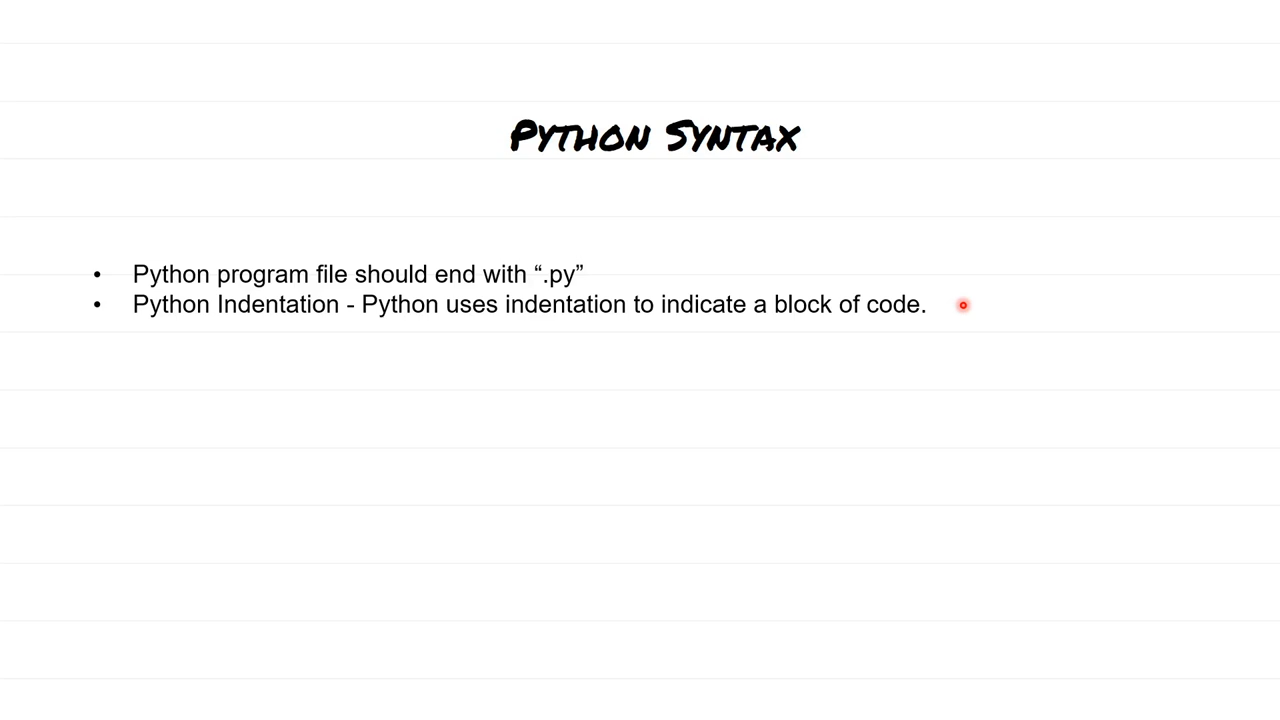 Python Syntax
• Python program file should end with “.py”
• Python Indentation - Python uses indentation to indicate a block of code.